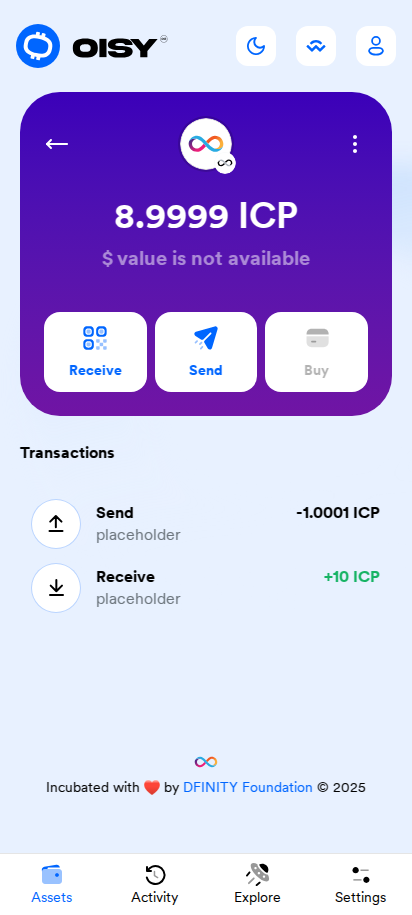 OISY
8.9999 ICP
$ value is not available
Receive
Send
Buy
Transactions
Send
-1.0001 ICP
placeholder
Receive
+10 ICP
placeholder
Incubated with ❤️ by DFINITY Foundation © 2025
Assets
Activity
Explore
Settings